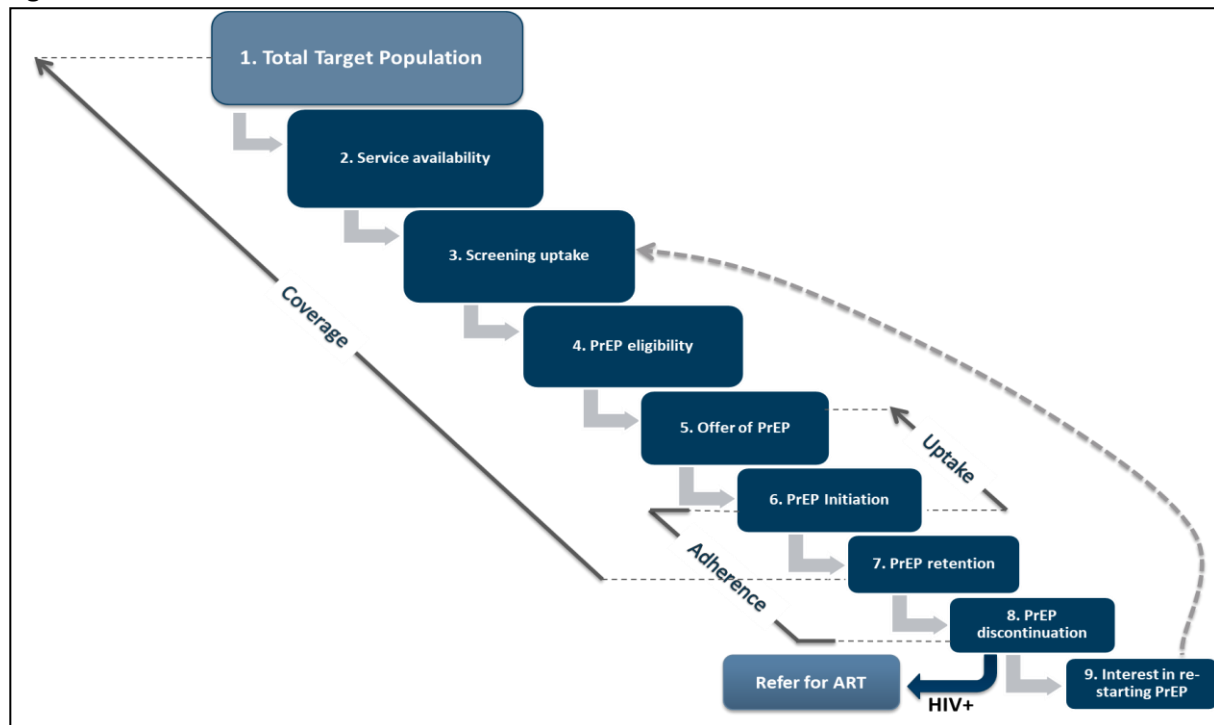 1. Total Target Population
2. Service availability
3. Screening uptake
Coverage
4. PrEP eligibility
5. Offer of PrEP
Uptake
6. PrEP Initiation
Adherence
7. PrEP retention
8. PrEP
discontinuation
Refer for ART
HIV+
9. Interest in re-
starting PrEP